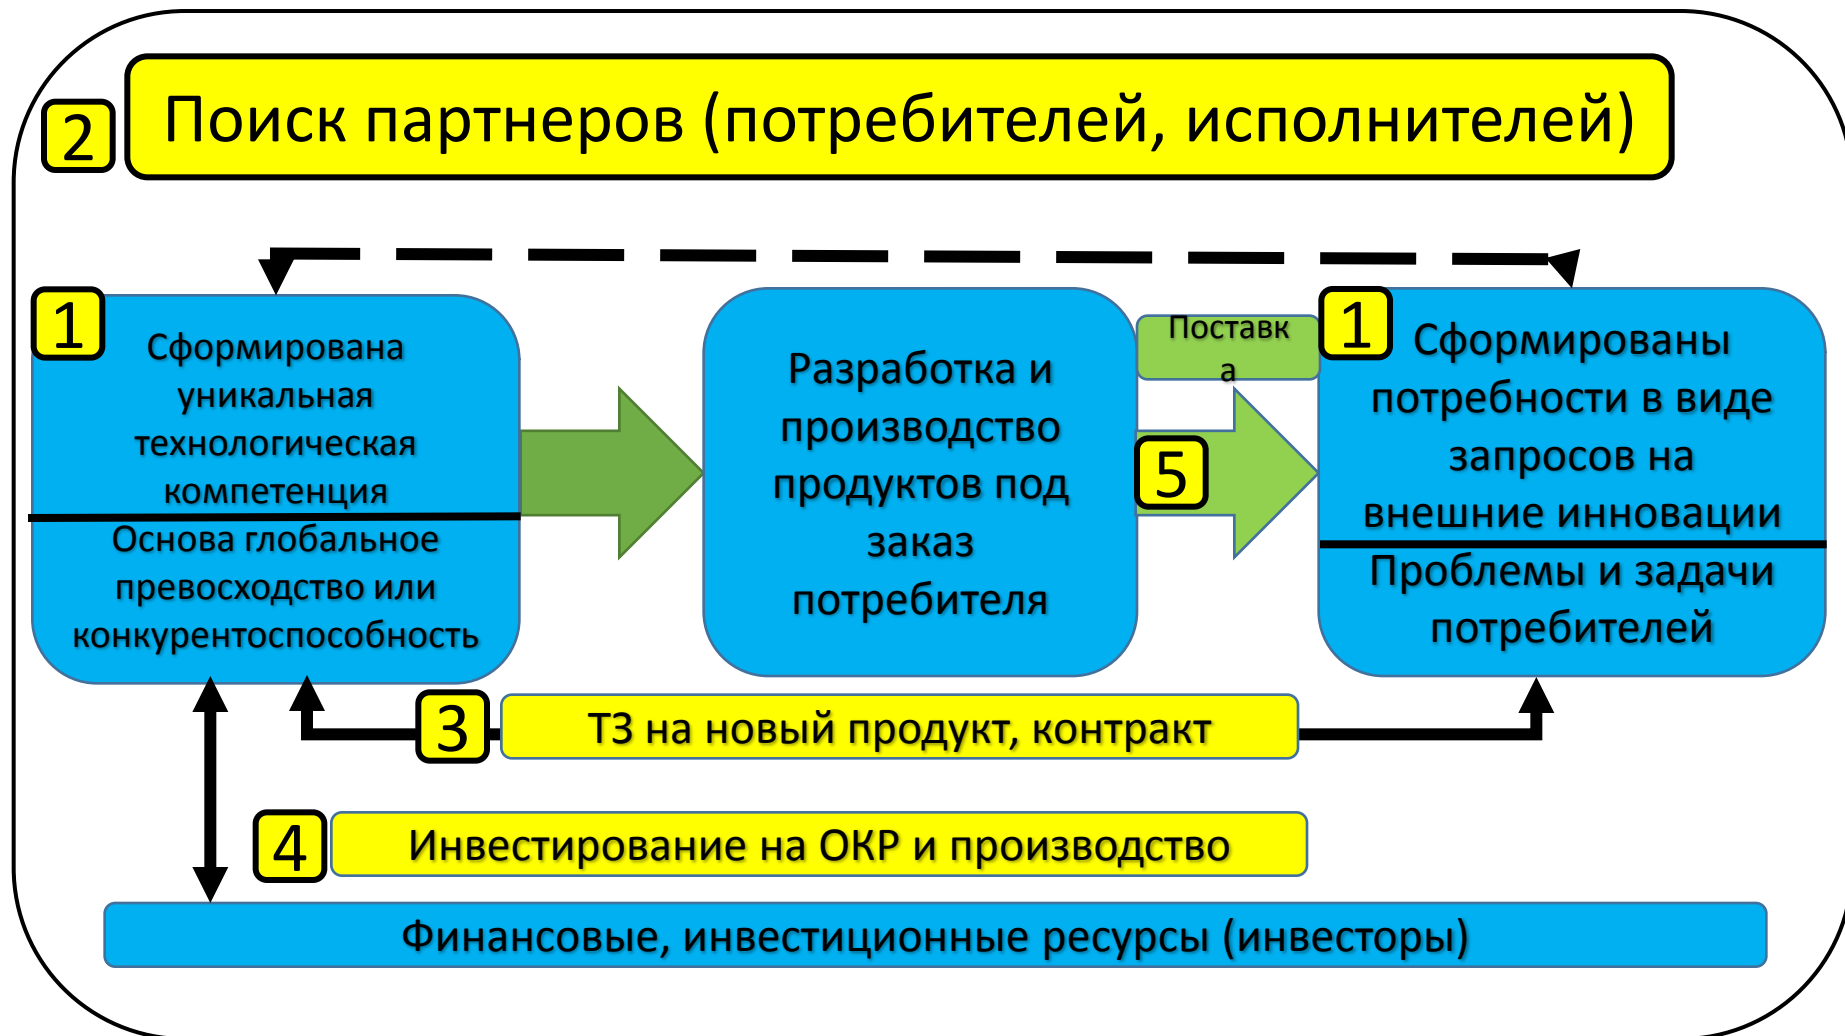 2
Поиск партнеров (потребителей, исполнителей)
1
Сформирована
уникальная
технологическая
компетенция
Основа глобальное
превосходство или
конкурентоспособность
Разработка и
производство
продуктов под
заказ
потребителя
Поставк
а
5
1
Сформированы
потребности в виде
запросов на
внешние инновации
Проблемы и задачи
потребителей
3
ТЗ на новый продукт, контракт
4
Инвестирование на ОКР и производство
Финансовые, инвестиционные ресурсы (инвесторы)